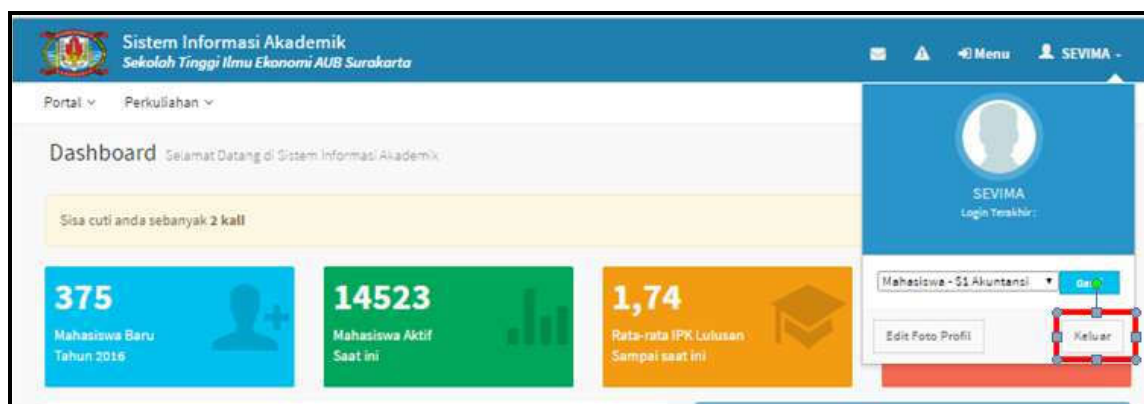 Sistem Informasi Akademik
Sekolah Tinggi Ilmu Ekonomi AUB Surakarta
Menu
SEVIMA
Portal
Perkuliahan
Dashboard Selamat Datang di Sistem Informasi Akademik
SEVIMA
Login Terakhir :
Sisa cuti anda sebanyak 2 kali
Mahasiswa - S1 Akuntansi
375
Mahasiswa Baru
Tahun 2016
14523
Mahasiswa Aktif
Saat ini
1,74
Rata-rata IPK Lulusan
Sampai saat ini
Edit Foto Profil
Keluar